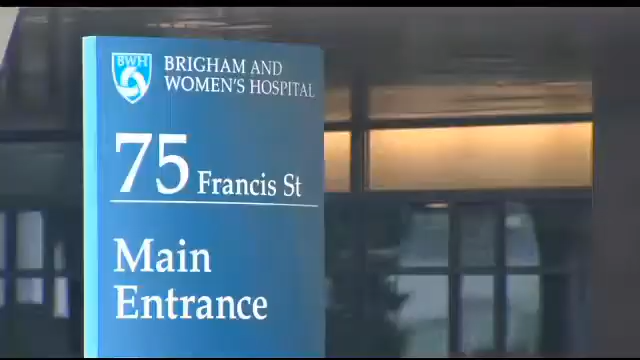 BWH
BRIGHAM AND
WOMEN'S HOSPITAL
75 Francis St
Main
Entrance